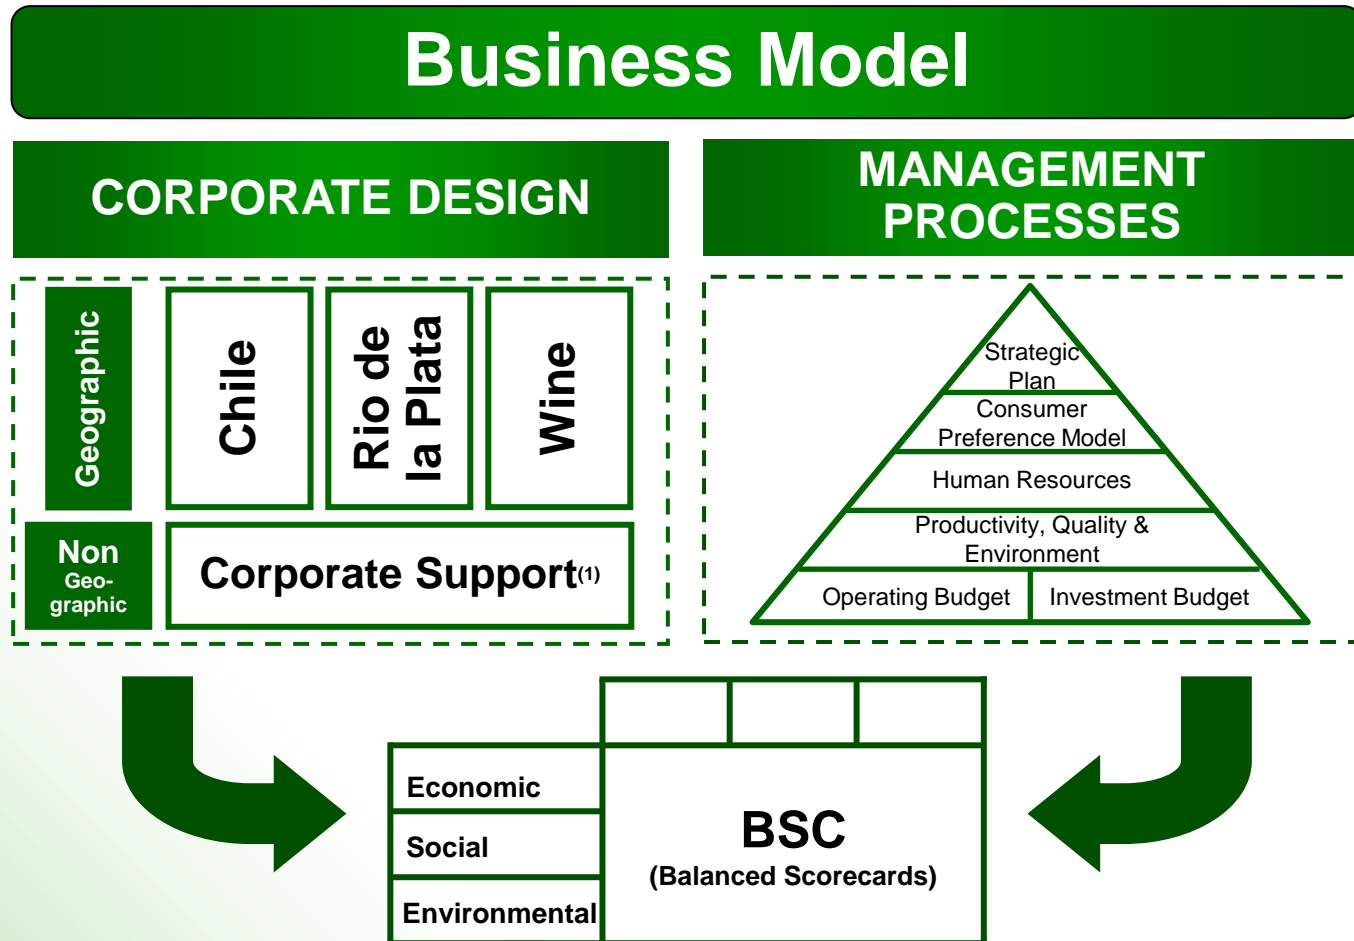 Business Model
CORPORATE DESIGN
MANAGEMENT
PROCESSES
Geographic
Chile
Rio de
la Plata
Wine
Non
Geo-
graphic
Corporate Support(1)
Strategic
Plan
Consumer
Preference Model
Human Resources
Productivity, Quality &
Environment
Operating Budget
Investment Budget
Economic
Social
Environmental
BSC
(Balanced Scorecards)